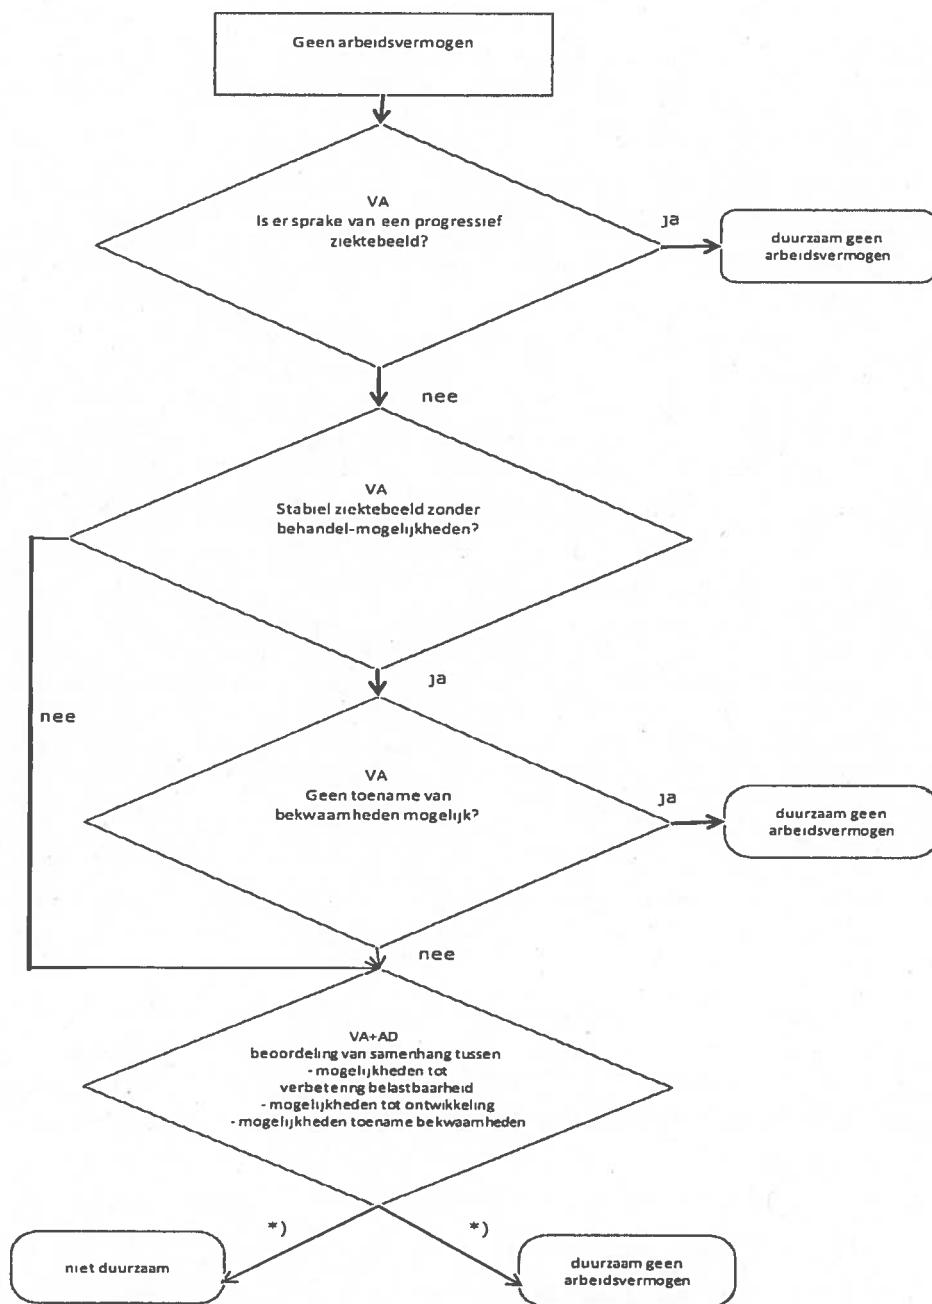 Geen arbeidsvermogen
VA
Is er sprake van een progressief
ziektebeeld?
ja
duurzaam geen
arbeidsvermogen
nee
VA
Stabiel ziektebeeld zonder
behandel-mogelijkheden?
ja
nee
VA
Geen toename van
bekwaamheden mogelijk?
ja
duurzaam geen
arbeidsvermogen
nee
VA+AD
beoordeling van samenhang tussen
- mogelijkheden tot
verbetering belastbaarheid
- mogelijkheden tot ontwikkeling
- mogelijkheden toename bekwaamheden
*)
*)
niet duurzaam
duurzaam geen
arbeidsvermogen